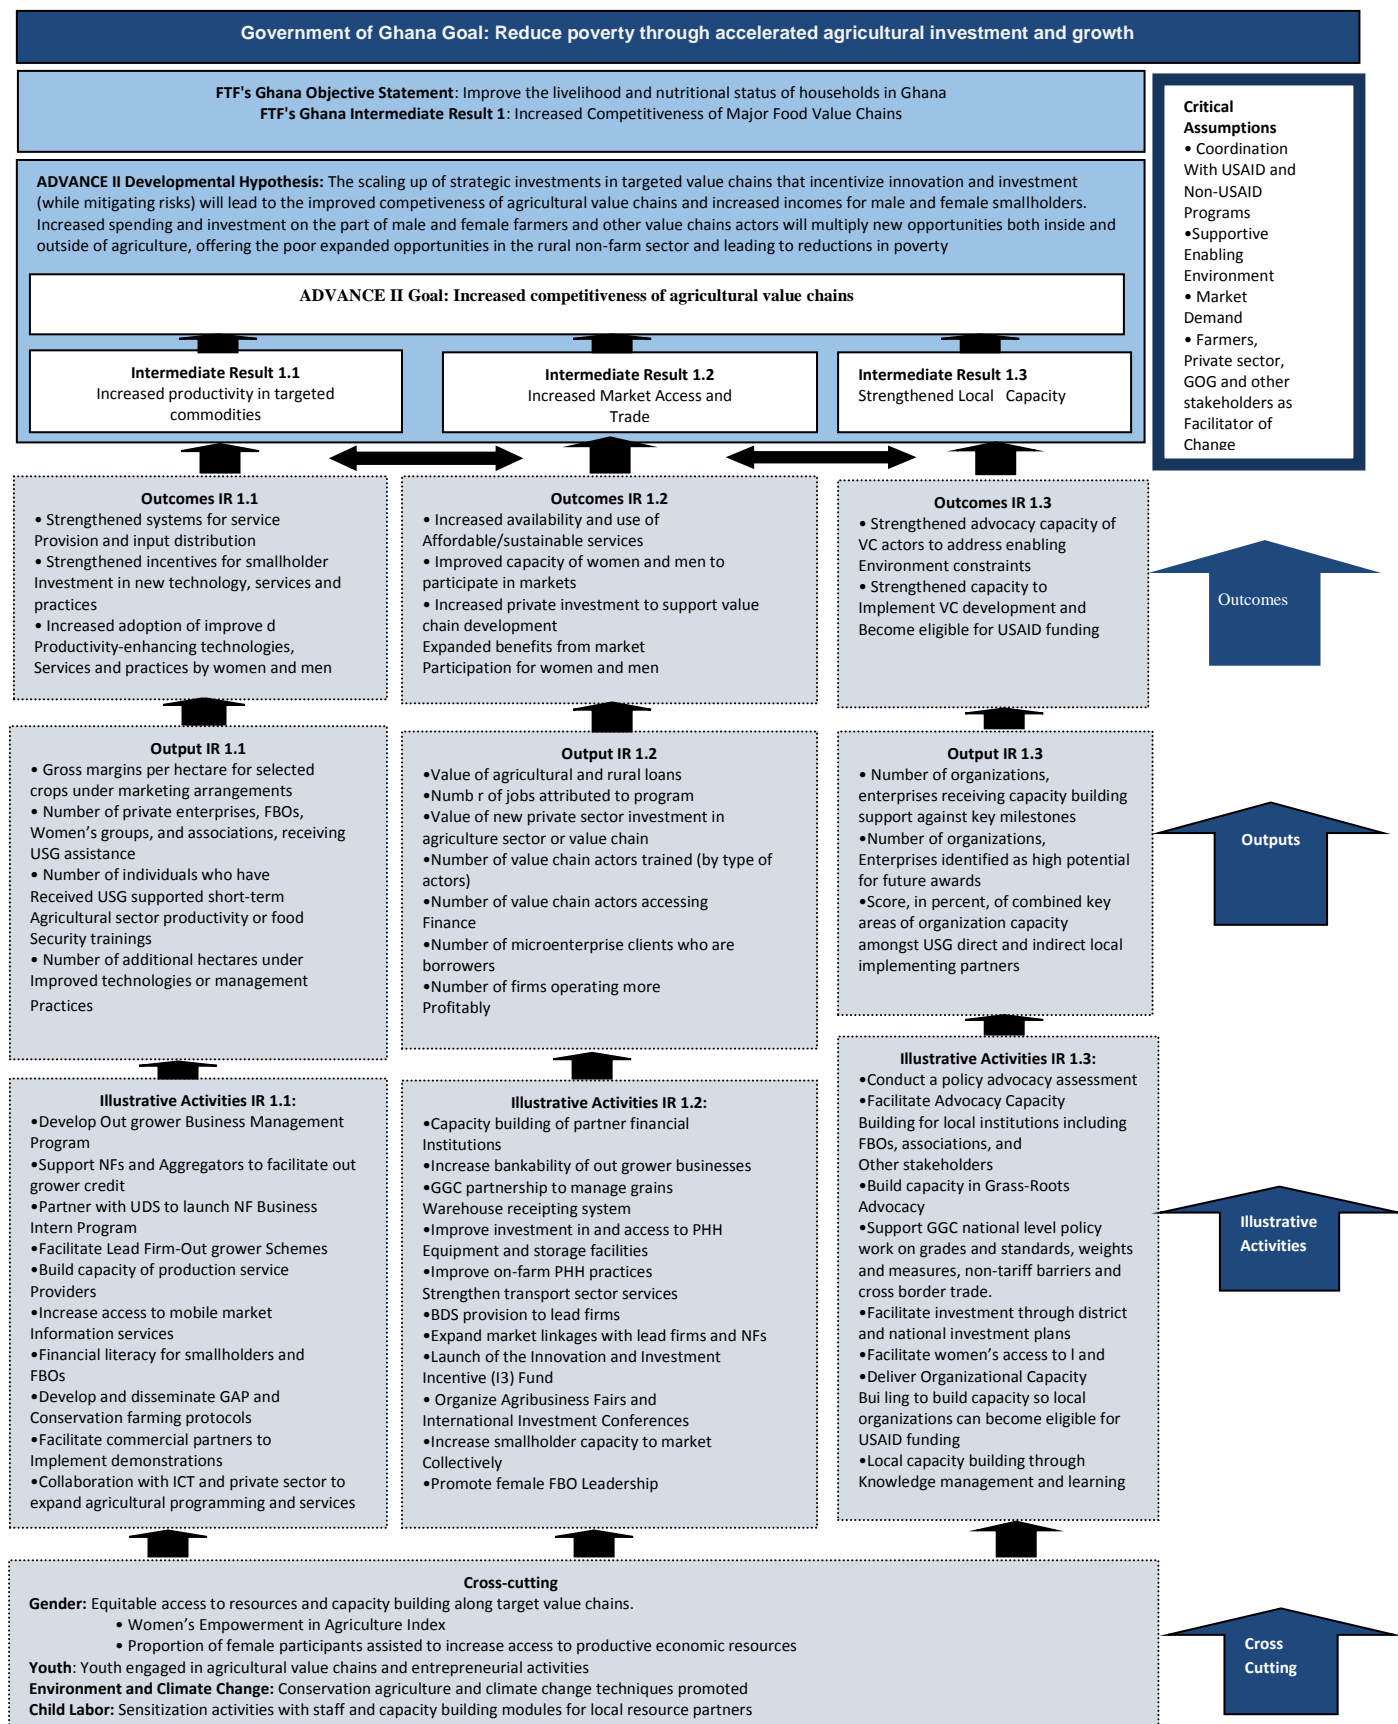 Government of Ghana Goal: Reduce poverty through accelerated agricultural investment and growth
FTF's Ghana Objective Statement: Improve the livelihood and nutritional status of households in Ghana
FTF's Ghana Intermediate Result 1: Increased Competitiveness of Major Food Value Chains
ADVANCE II Developmental Hypothesis: The scaling up of strategic investments in targeted value chains that incentivize innovation and investment
(while mitigating risks) will lead to the improved competiveness of agricultural value chains and increased incomes for male and female smallholders.
Increased spending and investment on the part of male and female farmers and other value chains actors will multiply new opportunities both inside and
outside of agriculture, offering the poor expanded opportunities in the rural non-farm sector and leading to reductions in poverty
ADVANCE II Goal: Increased competitiveness of agricultural value chains
Intermediate Result 1.1
Increased productivity in targeted
commodities
Intermediate Result 1.2
Increased Market Access and
Trade
Intermediate Result 1.3
Strengthened Local Capacity
Critical
Assumptions
• Coordination
With USAID and
Non-USAID
Programs
•Supportive
Enabling
Environment
• Market
Demand
• Farmers,
Private sector,
GOG and other
stakeholders as
Facilitator of
Change
Outcomes IR 1.1
• Strengthened systems for service
Provision and input distribution
• Strengthened incentives for smallholder
Investment in new technology, services and
practices
• Increased adoption of improve d
Productivity-enhancing technologies,
Services and practices by women and men
Outcomes IR 1.2
• Increased availability and use of
Affordable/sustainable services
• Improved capacity of women and men to
participate in markets
• Increased private investment to support value
chain development
Expanded benefits from market
Participation for women and men
Outcomes IR 1.3
• Strengthened advocacy capacity of
VC actors to address enabling
Environment constraints
• Strengthened capacity to
Implement VC development and
Become eligible for USAID funding
Outcomes
Output IR 1.1
• Gross margins per hectare for selected
crops under marketing arrangements
• Number of private enterprises, FBOs,
Women's groups, and associations, receiving
USG assistance
• Number of individuals who have
Received USG supported short-term
Agricultural sector productivity or food
Security trainings
• Number of additional hectares under
Improved technologies or management
Practices
Output IR 1.2
•Value of agricultural and rural loans
•Numb r of jobs attributed to program
•Value of new private sector investment in
agriculture sector or value chain
•Number of value chain actors trained (by type of
actors)
•Number of value chain actors accessing
Finance
•Number of microenterprise clients who are
borrowers
•Number of firms operating more
Profitably
Output IR 1.3
• Number of organizations,
enterprises receiving capacity building
support against key milestones
•Number of organizations,
Enterprises identified as high potential
for future awards
•Score, in percent, of combined key
areas of organization capacity
amongst USG direct and indirect local
implementing partners
Outputs
Illustrative Activities IR 1.1:
•Develop Out grower Business Management
Program
•Support NFs and Aggregators to facilitate out
grower credit
•Partner with UDS to launch NF Business
Intern Program
•Facilitate Lead Firm-Out grower Schemes
•Build capacity of production service
Providers
•Increase access to mobile market
Information services
•Financial literacy for smallholders and
FBOs
•Develop and disseminate GAP and
Conservation farming protocols
•Facilitate commercial partners to
Implement demonstrations
•Collaboration with ICT and private sector to
expand agricultural programming and services
Illustrative Activities IR 1.2:
•Capacity building of partner financial
Institutions
•Increase bankability of out grower businesses
•GGC partnership to manage grains
Warehouse receipting system
•Improve investment in and access to PHH
Equipment and storage facilities
•Improve on-farm PHH practices
Strengthen transport sector services
•BDS provision to lead firms
•Expand market linkages with lead firms and NFs
•Launch of the Innovation and Investment
Incentive (I3) Fund
• Organize Agribusiness Fairs and
International Investment Conferences
•Increase smallholder capacity to market
Collectively
•Promote female FBO Leadership
Illustrative Activities IR 1.3:
•Conduct a policy advocacy assessment
•Facilitate Advocacy Capacity
Building for local institutions including
FBOs, associations, and
Other stakeholders
•Build capacity in Grass-Roots
Advocacy
•Support GGC national level policy
work on grades and standards, weights
and measures, non-tariff barriers and
cross border trade.
•Facilitate investment through district
and national investment plans
•Facilitate women's access to l and
•Deliver Organizational Capacity
Bui ling to build capacity so local
organizations can become eligible for
USAID funding
•Local capacity building through
Knowledge management and learning
Illustrative
Activities
Cross-cutting
Gender: Equitable access to resources and capacity building along target value chains.
• Women's Empowerment in Agriculture Index
• Proportion of female participants assisted to increase access to productive economic resources
Youth: Youth engaged in agricultural value chains and entrepreneurial activities
Environment and Climate Change: Conservation agriculture and climate change techniques promoted
Child Labor: Sensitization activities with staff and capacity building modules for local resource partners
Cross
Cutting